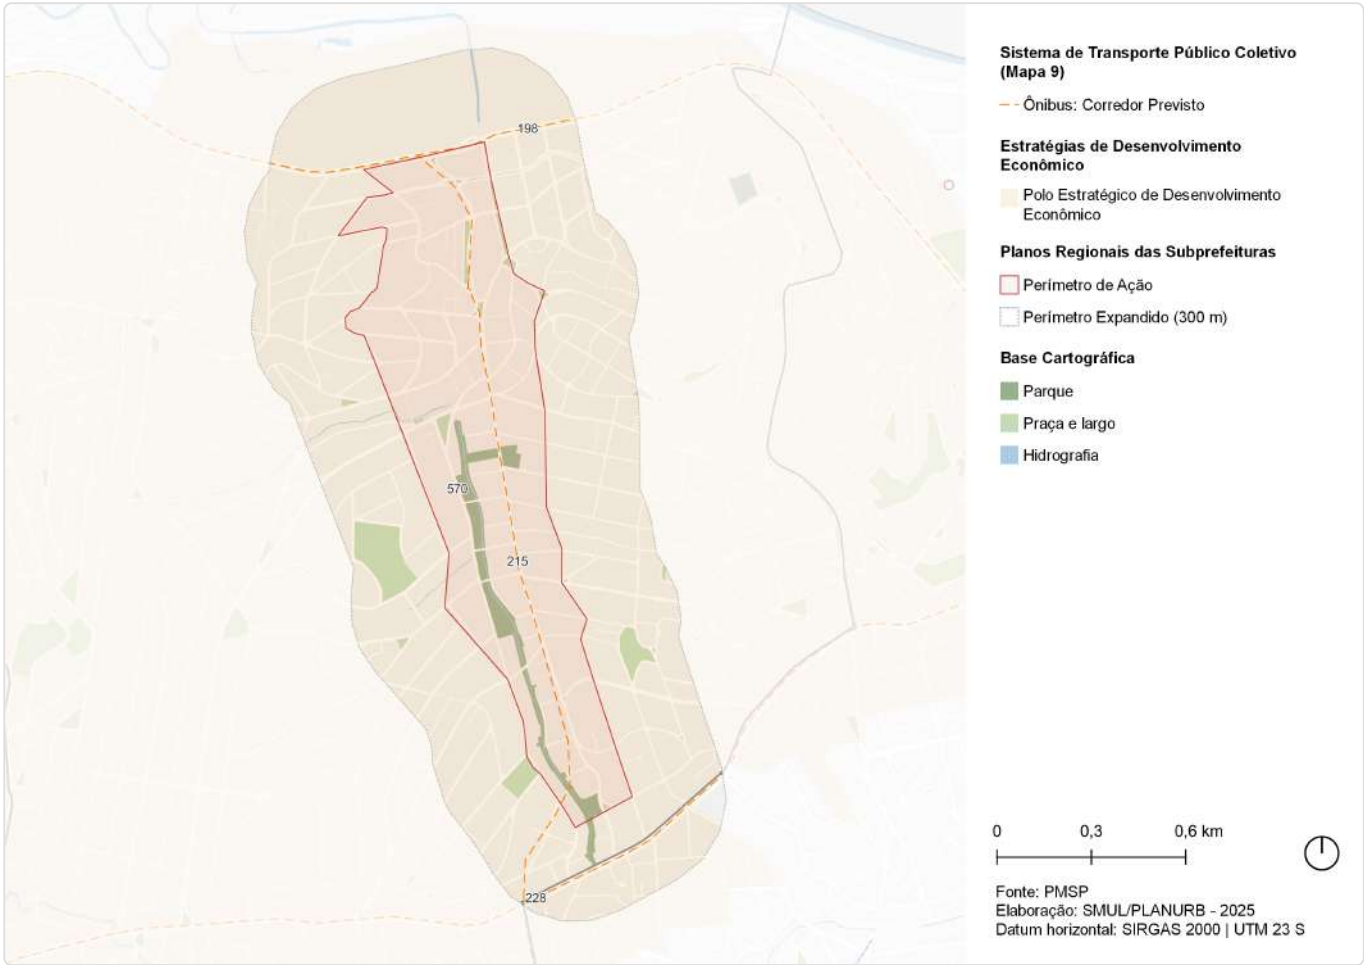 198
570
215
228
Sistema de Transporte Público Coletivo
(Mapa 9)
Ônibus: Corredor Previsto
Estratégias de Desenvolvimento
Econômico
Polo Estratégico de Desenvolvimento
Econômico
Planos Regionais das Subprefeituras
Perímetro de Ação
Perímetro Expandido (300 m)
Base Cartográfica
Parque
Praça e largo
Hidrografia
0 0,3 0,6 km
Fonte: PMSP
Elaboração: SMUL/PLANURB - 2025
Datum horizontal: SIRGAS 2000 | UTM 23 S